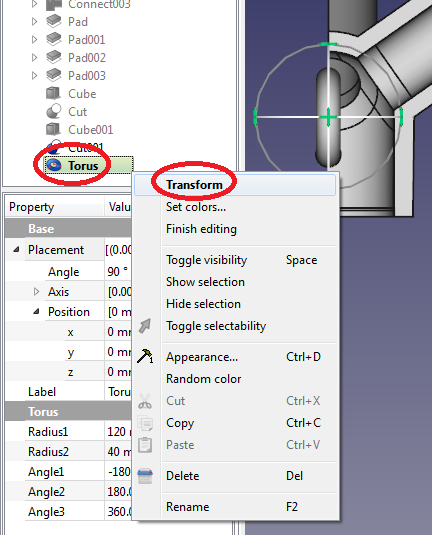 Connect003
Pad
Pad001
Pad002
Pad003
Cube
Cut
Cube001
Cut001
Torus
Transform
Set colors...
Finish editing
Toggle visibility Space
Show selection
Hide selection
Toggle selectability
Appearance... Ctrl+D
Random color
Cut Ctrl+X
Copy Ctrl+C
Paste Ctrl+V
Delete Del
Rename F2
Property Valu
Base
Placement [(0.00
Angle 90 °
Axis [0.00
Position [0 m
x 0 m
y 0 m
z 0 m
Label Toru
Torus
Radius1 120
Radius2 40 m
Angle1 -180
Angle2 180.0
Angle3 360.0